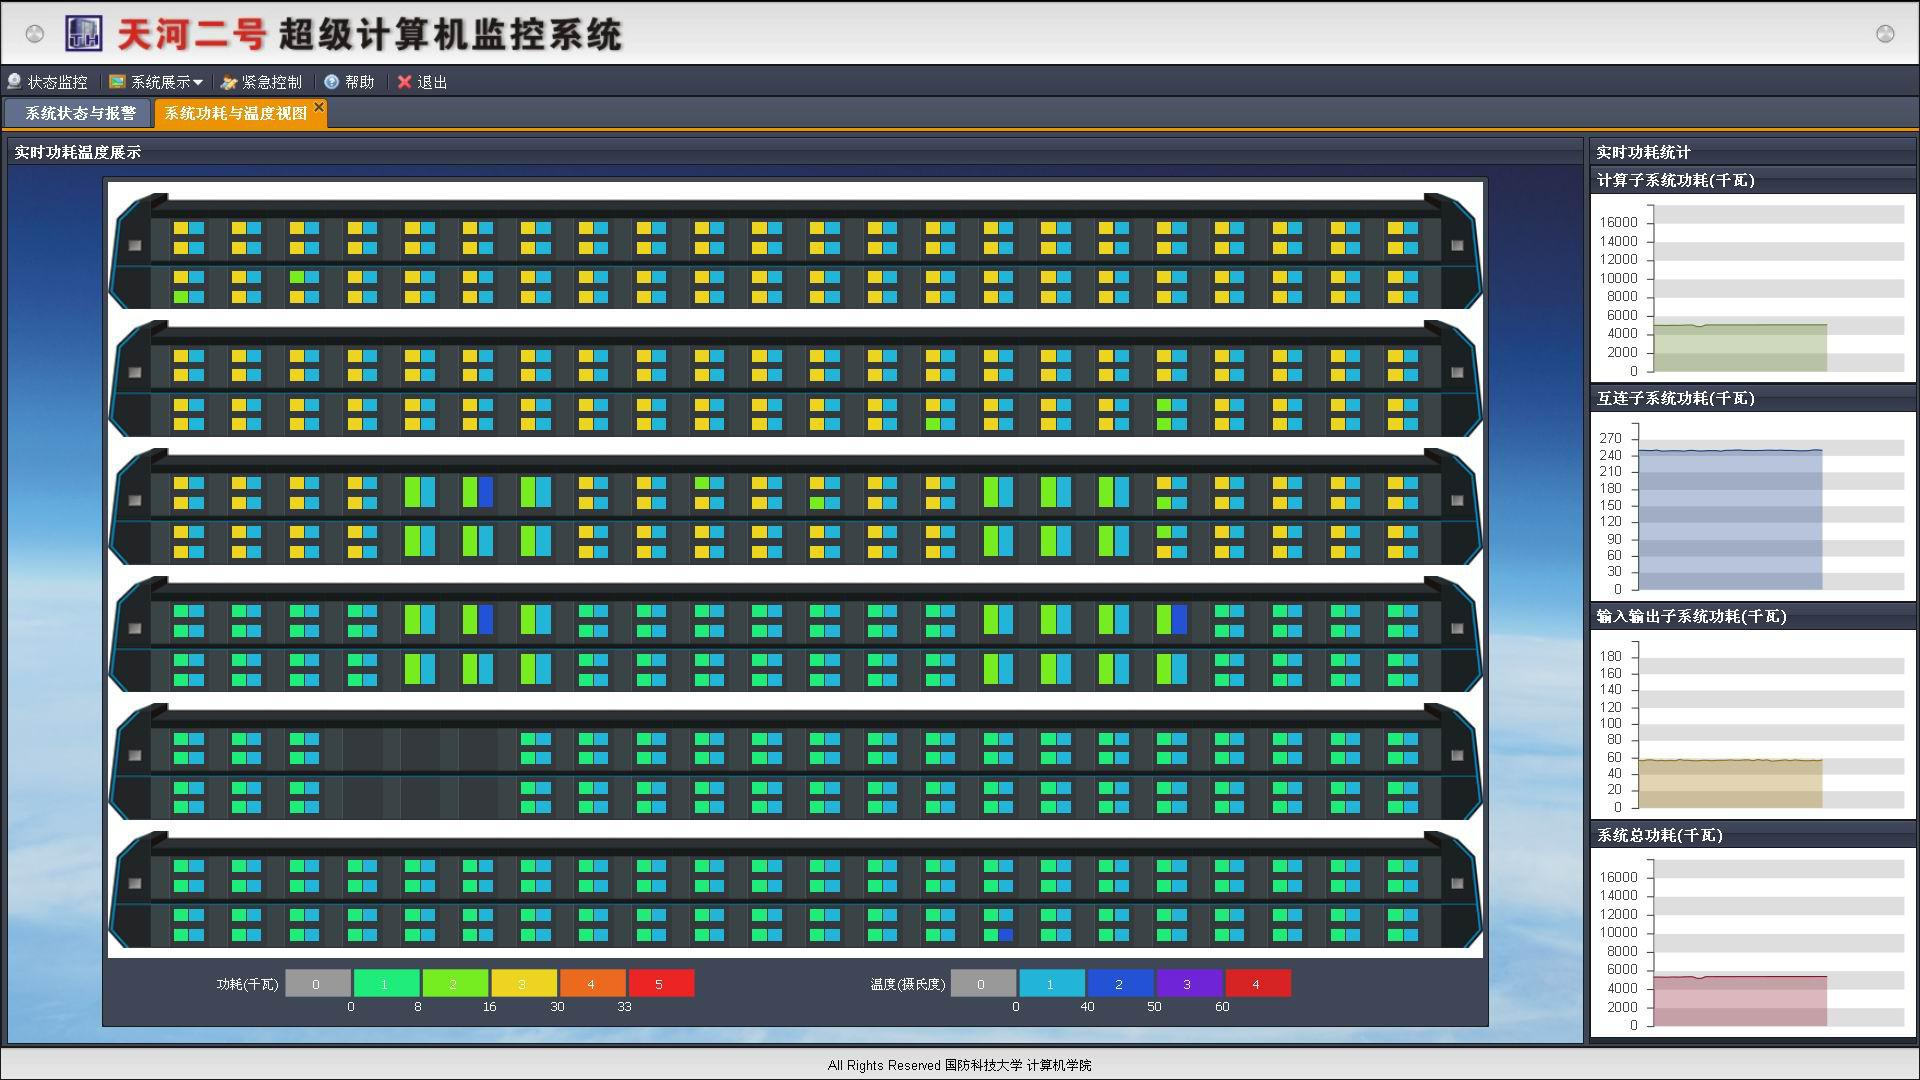 天河二号 超级计算机监控系统
状态监控 系统展示 紧急控制 帮助 退出
系统状态与报警 系统功耗与温度视图
实时功耗温度展示
功耗(千瓦) 0 1 2 3 4 5
0 8 16 30 33
温度(摄氏度) 0 1 2 3 4
0 40 50 60
实时功耗统计
计算子系统功耗(千瓦)
16000
14000
12000
10000
8000
6000
4000
2000
0
互连子系统功耗(千瓦)
270
240
210
180
150
120
90
60
30
0
输入输出子系统功耗(千瓦)
180
160
140
120
100
80
60
40
20
0
系统总功耗(千瓦)
16000
14000
12000
10000
8000
6000
4000
2000
0
All Rights Reserved 国防科技大学 计算机学院